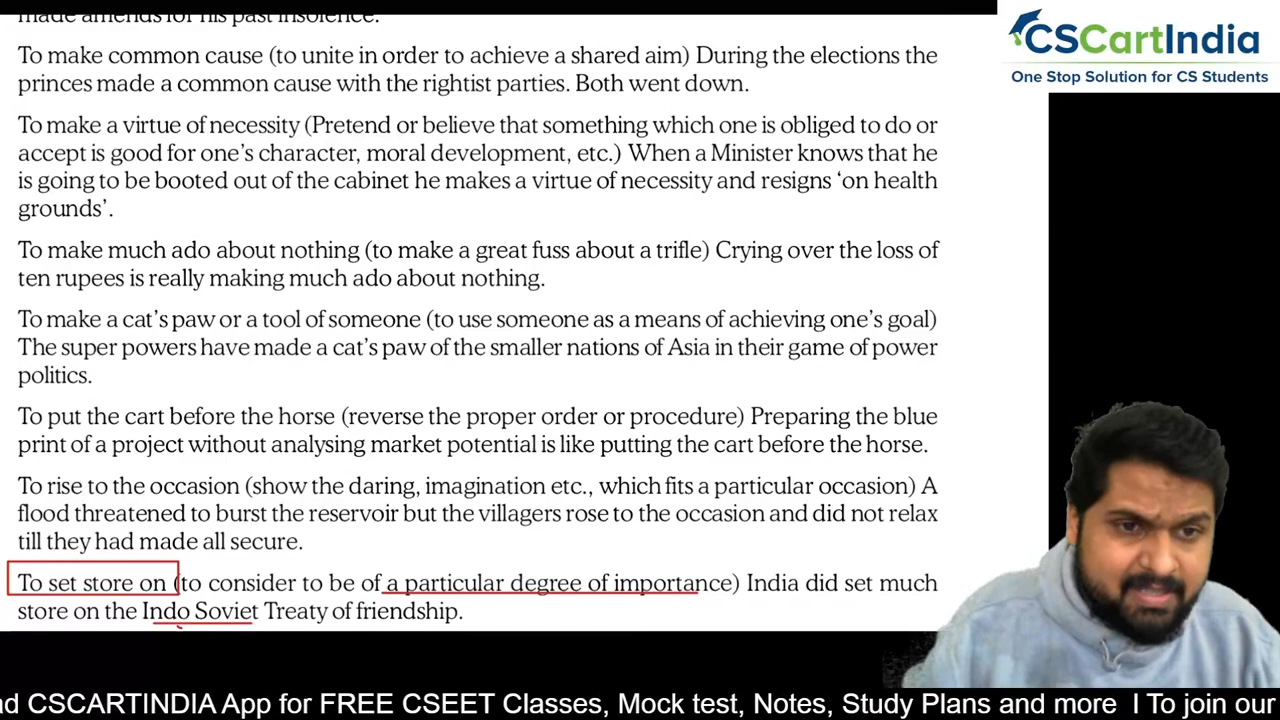 made amends for his past insolence.
CSCartIndia
One Stop Solution for CS Students
To make common cause (to unite in order to achieve a shared aim) During the elections the
princes made a common cause with the rightist parties. Both went down.
To make a virtue of necessity (Pretend or believe that something which one is obliged to do or
accept is good for one's character, moral development, etc.) When a Minister knows that he
is going to be booted out of the cabinet he makes a virtue of necessity and resigns ‘on health
grounds’.
To make much ado about nothing (to make a great fuss about a trifle) Crying over the loss of
ten rupees is really making much ado about nothing.
To make a cat's paw or a tool of someone (to use someone as a means of achieving one's goal)
The super powers have made a cat's paw of the smaller nations of Asia in their game of power
politics.
To put the cart before the horse (reverse the proper order or procedure) Preparing the blue
print of a project without analysing market potential is like putting the cart before the horse.
To rise to the occasion (show the daring, imagination etc., which fits a particular occasion) A
flood threatened to burst the reservoir but the villagers rose to the occasion and did not relax
till they had made all secure.
To set store on (to consider to be of a particular degree of importance) India did set much
store on the Indo Soviet Treaty of friendship.
CSCARTINDIA App for FREE CSEET Classes, Mock test, Notes, Study Plans and more I To join our